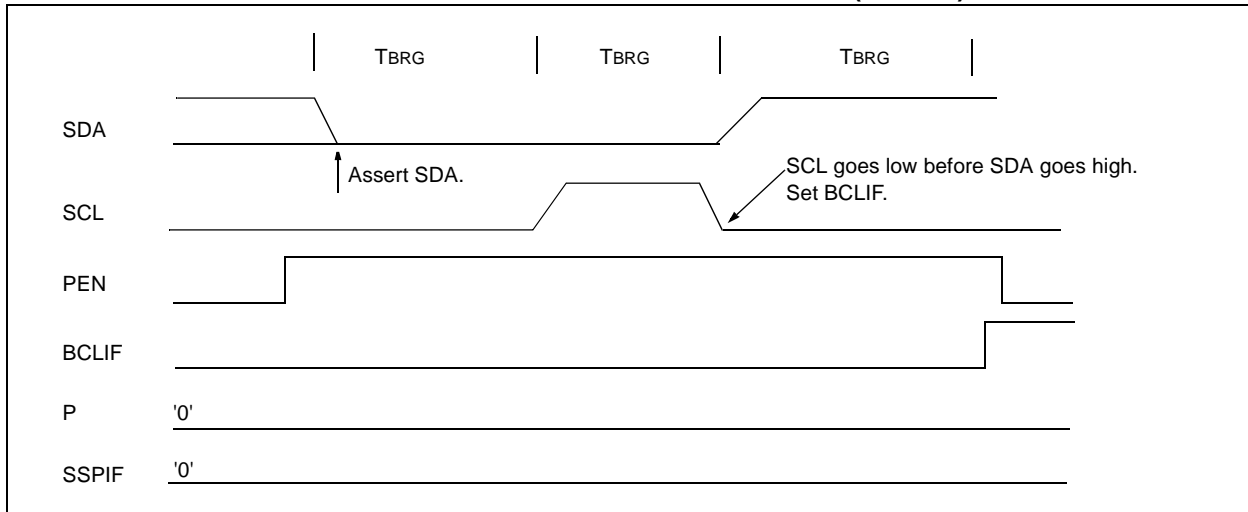 TBRG TBRG TBRG
SDA
Assert SDA.
SCL goes low before SDA goes high.
Set BCLIF.
SCL
PEN
BCLIF
P '0'
SSPIF '0'